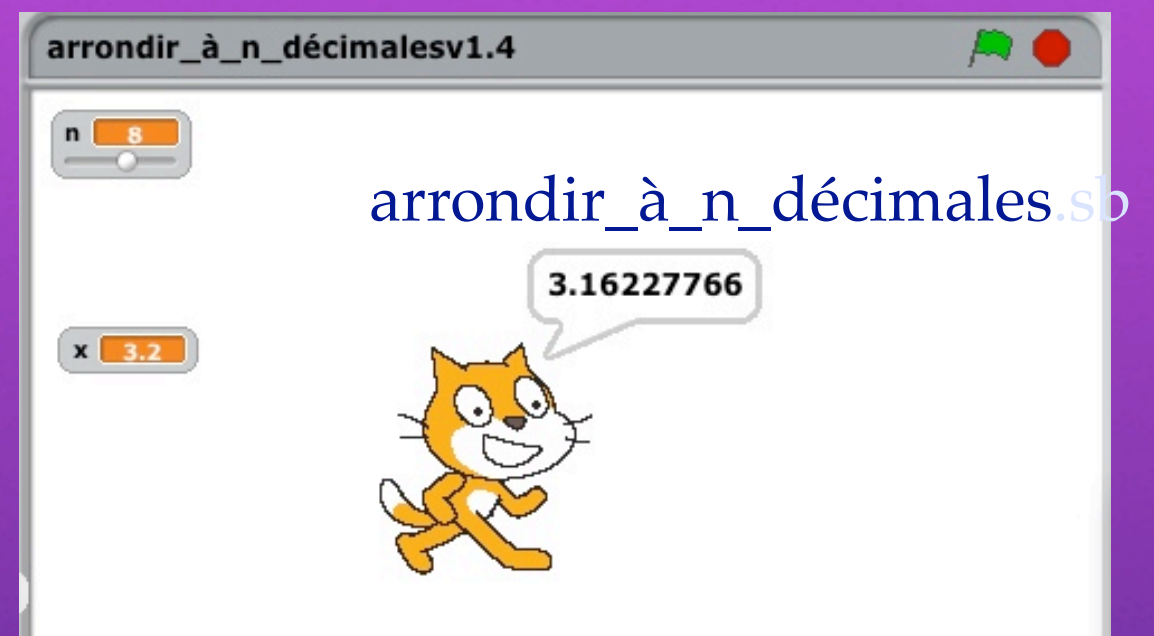 arrondir_à_n_décimalesv1.4
n 8
arrondir_à_n_décimales.sb
3.16227766
x 3.2